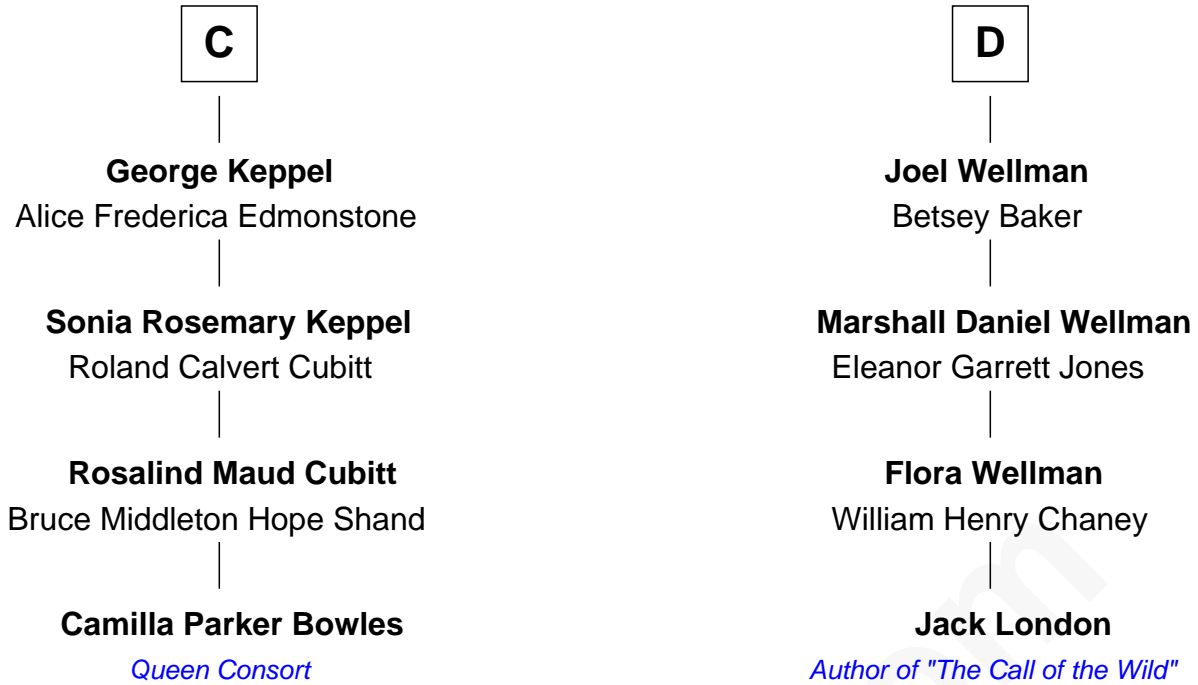 C
George Keppel
Alice Frederica Edmonstone
Sonia Rosemary Keppel
Roland Calvert Cubitt
Rosalind Maud Cubitt
Bruce Middleton Hope Shand
Camilla Parker Bowles
Queen Consort
D
Joel Wellman
Betsey Baker
Marshall Daniel Wellman
Eleanor Garrett Jones
Flora Wellman
William Henry Chaney
Jack London
Author of "The Call of the Wild"